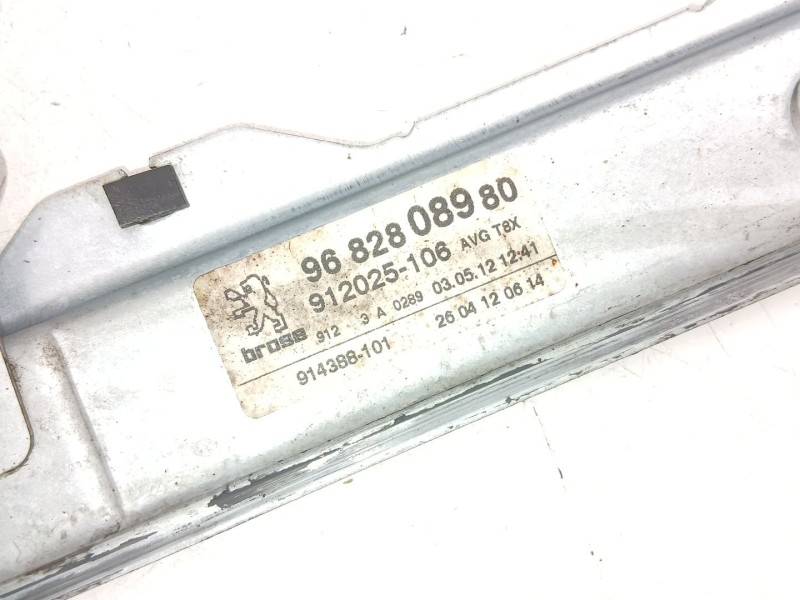 96 828 089 80
912025-106 AVG T8X
brose 912 3 A 0289 03.05.12 12:41
914388-101 26 04 12 06 14